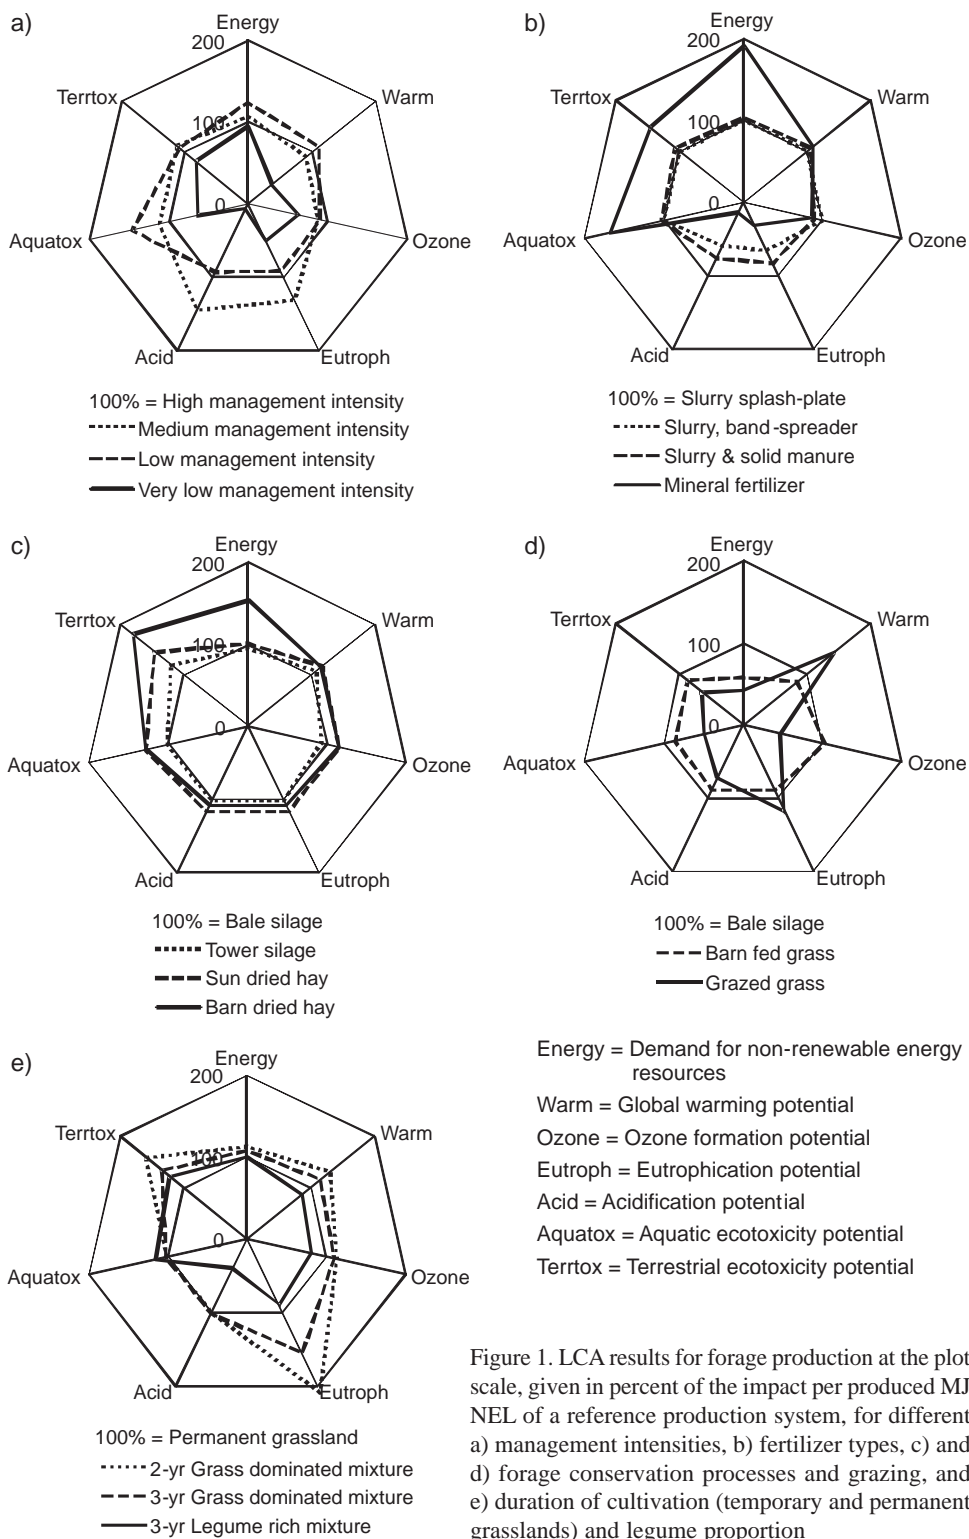 a)
Energy
200
Terrtox
Warm
100
0
Aquatox
Ozone
Acid
Eutroph
100% = High management intensity
Medium management intensity
Low management intensity
Very low management intensity
b)
Energy
200
Terrtox
Warm
100
0
Aquatox
Ozone
Acid
Eutroph
100% = Slurry splash-plate
Slurry, band-spreader
Slurry & solid manure
Mineral fertilizer
c)
Energy
200
Terrtox
Warm
100
0
Aquatox
Ozone
Acid
Eutroph
100% = Bale silage
Tower silage
Sun dried hay
Barn dried hay
d)
Energy
200
Terrtox
Warm
100
0
Aquatox
Ozone
Acid
Eutroph
100% = Bale silage
Barn fed grass
Grazed grass
e)
Energy
200
Terrtox
Warm
100
0
Aquatox
Ozone
Acid
Eutroph
100% = Permanent grassland
2-yr Grass dominated mixture
3-yr Grass dominated mixture
3-yr Legume rich mixture
Energy = Demand for non-renewable energy
resources
Warm = Global warming potential
Ozone = Ozone formation potential
Eutroph = Eutrophication potential
Acid = Acidification potential
Aquatox = Aquatic ecotoxicity potential
Terrtox = Terrestrial ecotoxicity potential
Figure 1. LCA results for forage production at the plot
scale, given in percent of the impact per produced MJ
NEL of a reference production system, for different
a) management intensities, b) fertilizer types, c) and
d) forage conservation processes and grazing, and
e) duration of cultivation (temporary and permanent
grasslands) and legume proportion